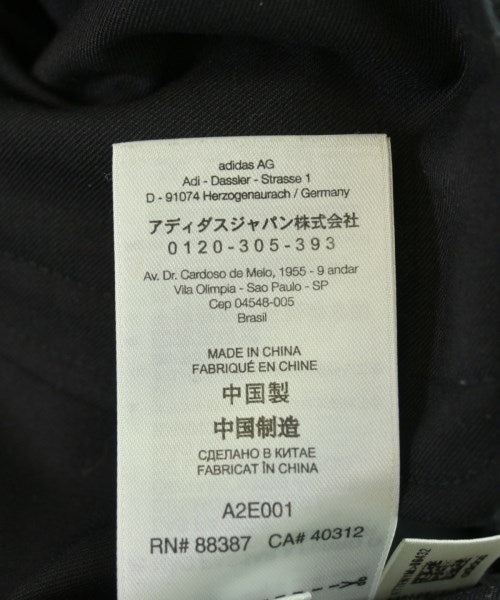 adidas AG
Adi - Dassler - Strasse 1
D - 91074 Herzogenaurach / Germany
アディダスジャパン株式会社
0120-305-393
Av. Dr. Cardoso de Melo, 1955 - 9 andar
Vila Olimpia - Sao Paulo - SP
Cep 04548-005
Brasil
MADE IN CHINA
FABRIQUÉ EN CHINE
中国製
中国制造
СДЕЛАНО В КИТАЕ
FABRICAT ÎN CHINA
A2E001
RN# 88387 CA# 40312